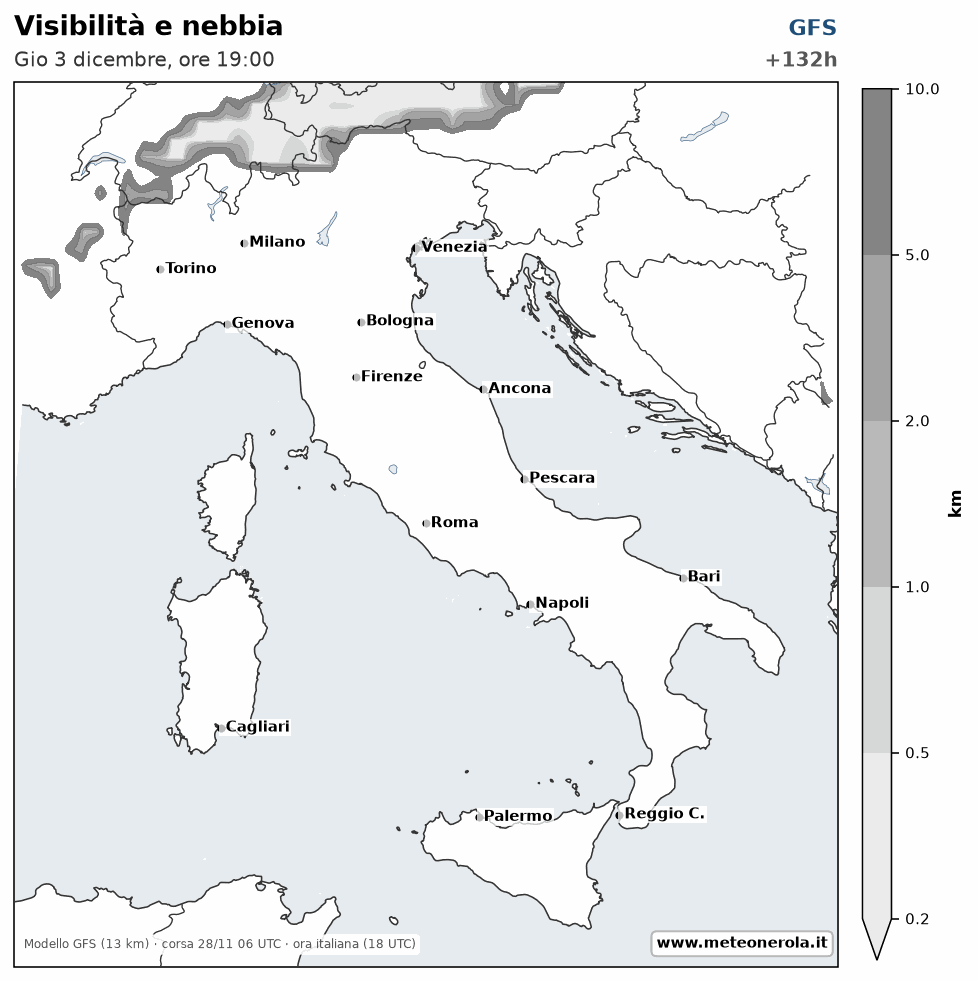 Visibilità e nebbia
GFS
Gio 3 dicembre, ore 19:00
+132h
10.0
Milano
Venezia
5.0
Torino
Bologna
Genova
Firenze
Ancona
2.0
Pescara
km
Roma
Bari
1.0
Napoli
Cagliari
0.5
Palermo
Reggio C.
0.2
Modello GFS (13 km) · corsa 28/11 06 UTC · ora italiana (18 UTC)
www.meteonerola.it